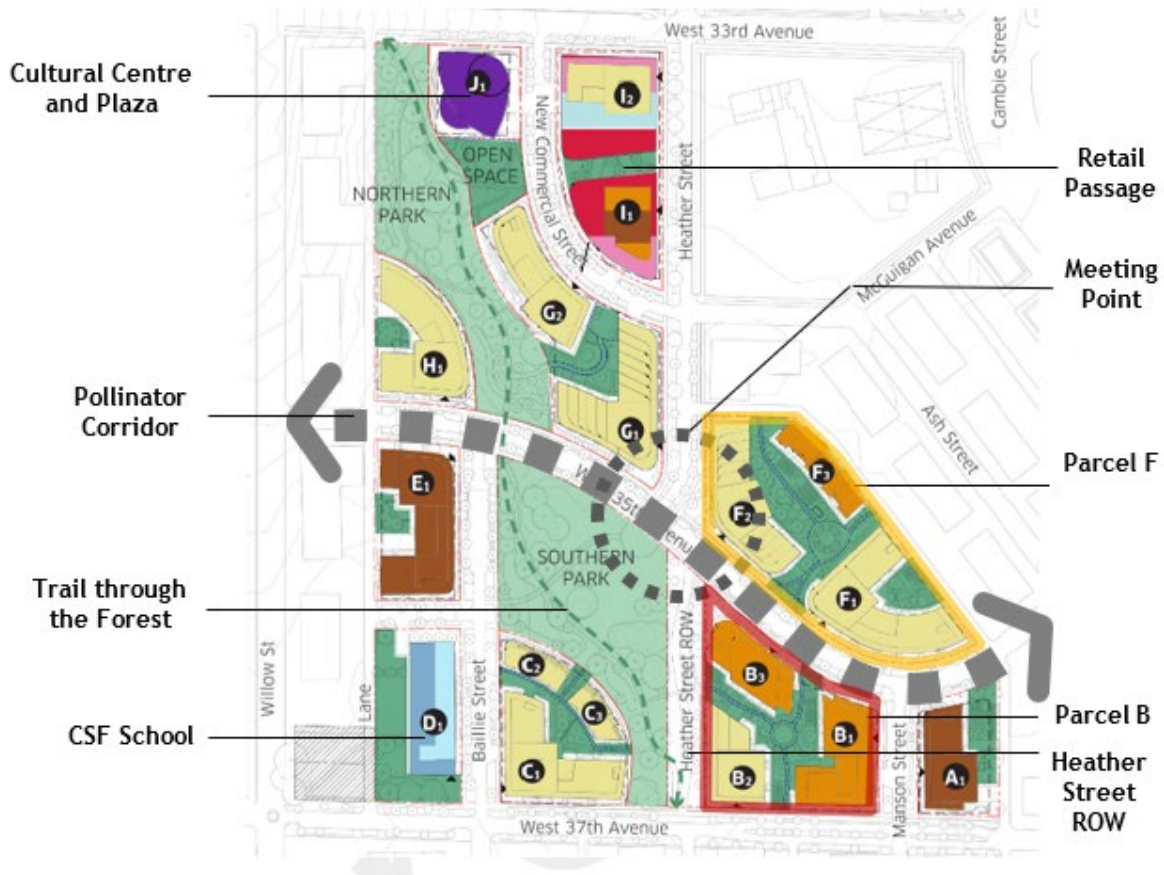 West 33rd Avenue
Cambie Street
Cultural Centre
and Plaza
J1
I2
New Commercial Street
Heather Street
OPEN
SPACE
Retail
Passage
NORTHERN
PARK
I1
McGuigan Avenue
Meeting
Point
G2
H1
Pollinator
Corridor
G1
Ash Street
F3
Parcel F
E1
W 35th enue
F2
SOUTHERN
PARK
Trail through
the Forest
F1
Willow St
Lane
Baillie Street
Heather Street ROW
C2
C3
B3
CSF School
D1
B1
Parcel B
Manson Street
C1
B2
A1
Heather
Street
ROW
West 37th Avenue